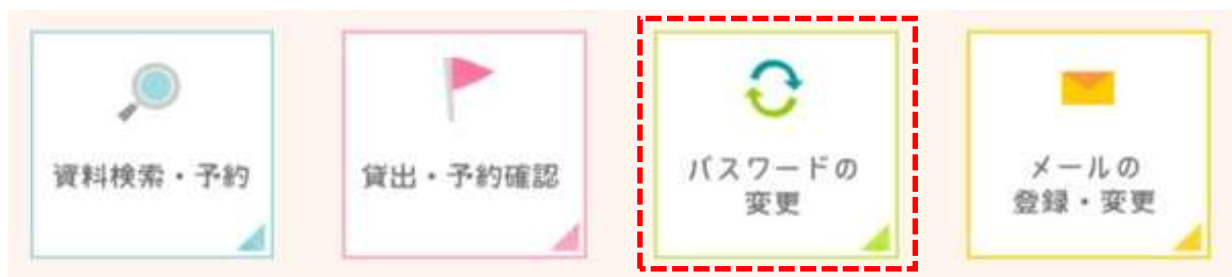 資料検索・予約
貸出・予約確認
パスワードの
変更
メールの
登録・変更